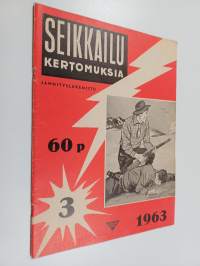 SEIKKAILU
KERTOMUKSIA
JÄNNITYSLUKEMISTO
60 p
3
1963